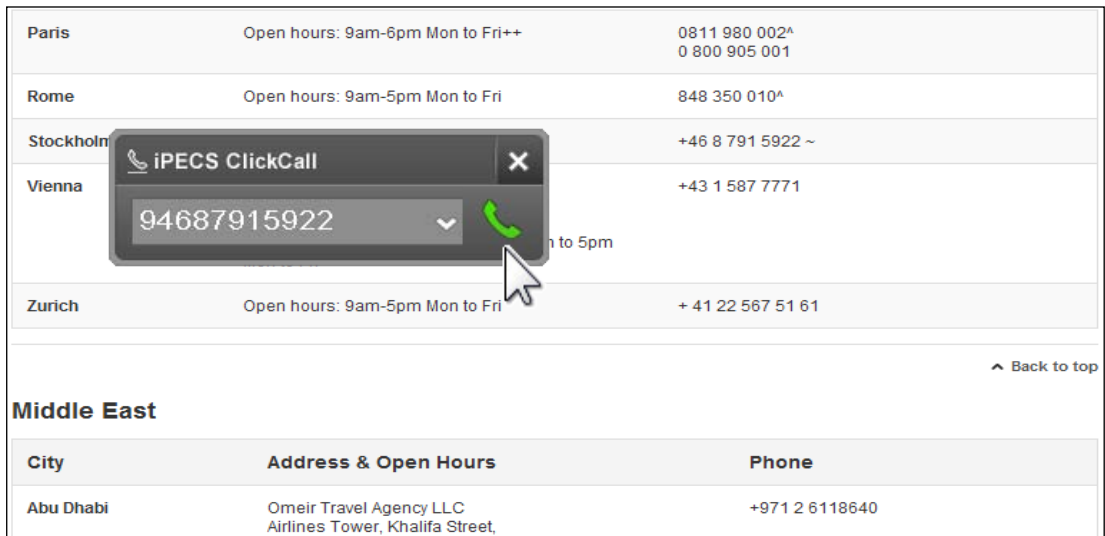 Paris Open hours: 9am-6pm Mon to Fri++ 0811 980 002^
0 800 905 001
Rome Open hours: 9am-5pm Mon to Fri 848 350 010^
Stockholm +46 8 791 5922 ~
iPECS ClickCall
Vienna +43 1 587 7771
94687915922
to 5pm
Zurich Open hours: 9am-5pm Mon to Fri + 41 22 567 51 61
Back to top
Middle East
City Address & Open Hours Phone
Abu Dhabi Omeir Travel Agency LLC +971 2 6118640
Airlines Tower, Khalifa Street,